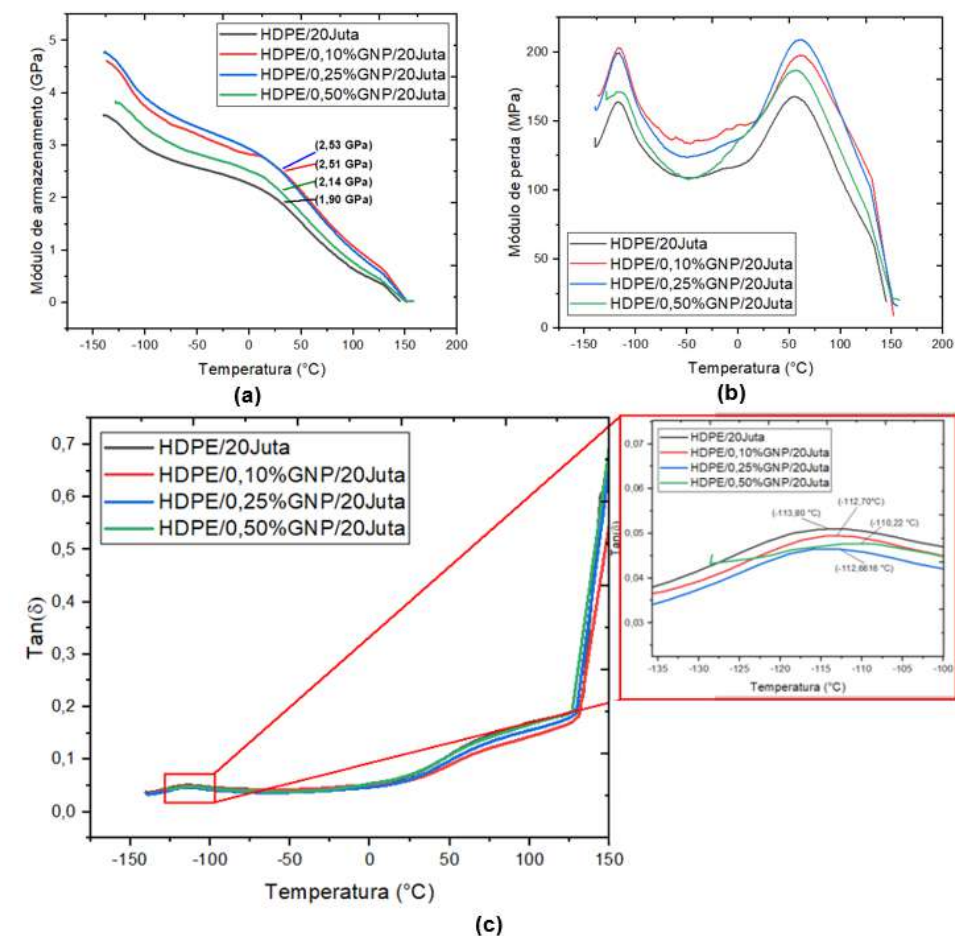 Módulo de armazenamento (GPa)
5
4
3
2
1
0
HDPE/20Juta
HDPE/0,10%GNP/20Juta
HDPE/0,25%GNP/20Juta
HDPE/0,50%GNP/20Juta
(2,53 GPa)
(2,51 GPa)
(2,14 GPa)
(1,90 GPa)
-150 -100 -50 0 50 100 150 200
Temperatura (°C)
(a)
Módulo de perda (MPa)
200
150
100
50
0
HDPE/20Juta
HDPE/0,10%GNP/20Juta
HDPE/0,25%GNP/20Juta
HDPE/0,50%GNP/20Juta
-150 -100 -50 0 50 100 150 200
Temperatura (°C)
(b)
Tan(δ)
0,7
0,6
0,5
0,4
0,3
0,2
0,1
0,0
HDPE/20Juta
HDPE/0,10%GNP/20Juta
HDPE/0,25%GNP/20Juta
HDPE/0,50%GNP/20Juta
-150 -100 -50 0 50 100 150
Temperatura (°C)
Tan(δ)
0,07
0,06
0,05
0,04
0,03
HDPE/20Juta
HDPE/0,10%GNP/20Juta
HDPE/0,25%GNP/20Juta
HDPE/0,50%GNP/20Juta
(-113,80 °C)
(-112,70°C)
(-110,22 °C)
(-112,6616 °C)
-135 -130 -125 -120 -115 -110 -105 -100
Temperatura (°C)
(c)